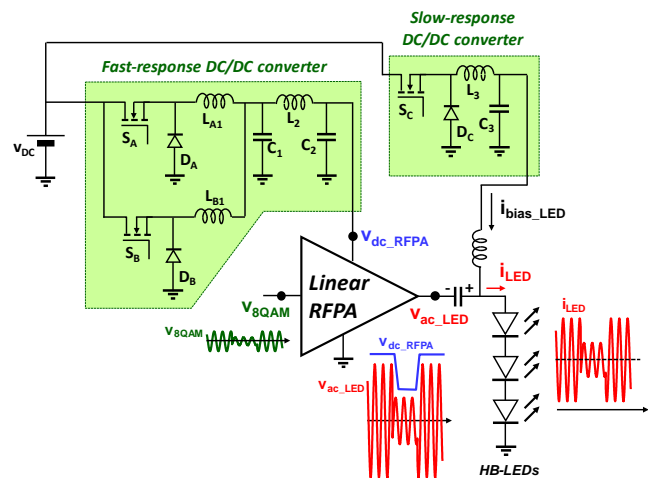 Slow-response
DC/DC converter
Fast-response DC/DC converter
S_A
L_A1
L_2
D_A
C_1
C_2
v_DC
L_B1
S_B
D_B
S_C
L_3
D_C
C_3
i_bias_LED
v_dc_RFPA
Linear
RFPA
v_8QAM
v_8QAM
- +
i_LED
v_ac_LED
v_dc_RFPA
v_ac_LED
i_LED
HB-LEDs